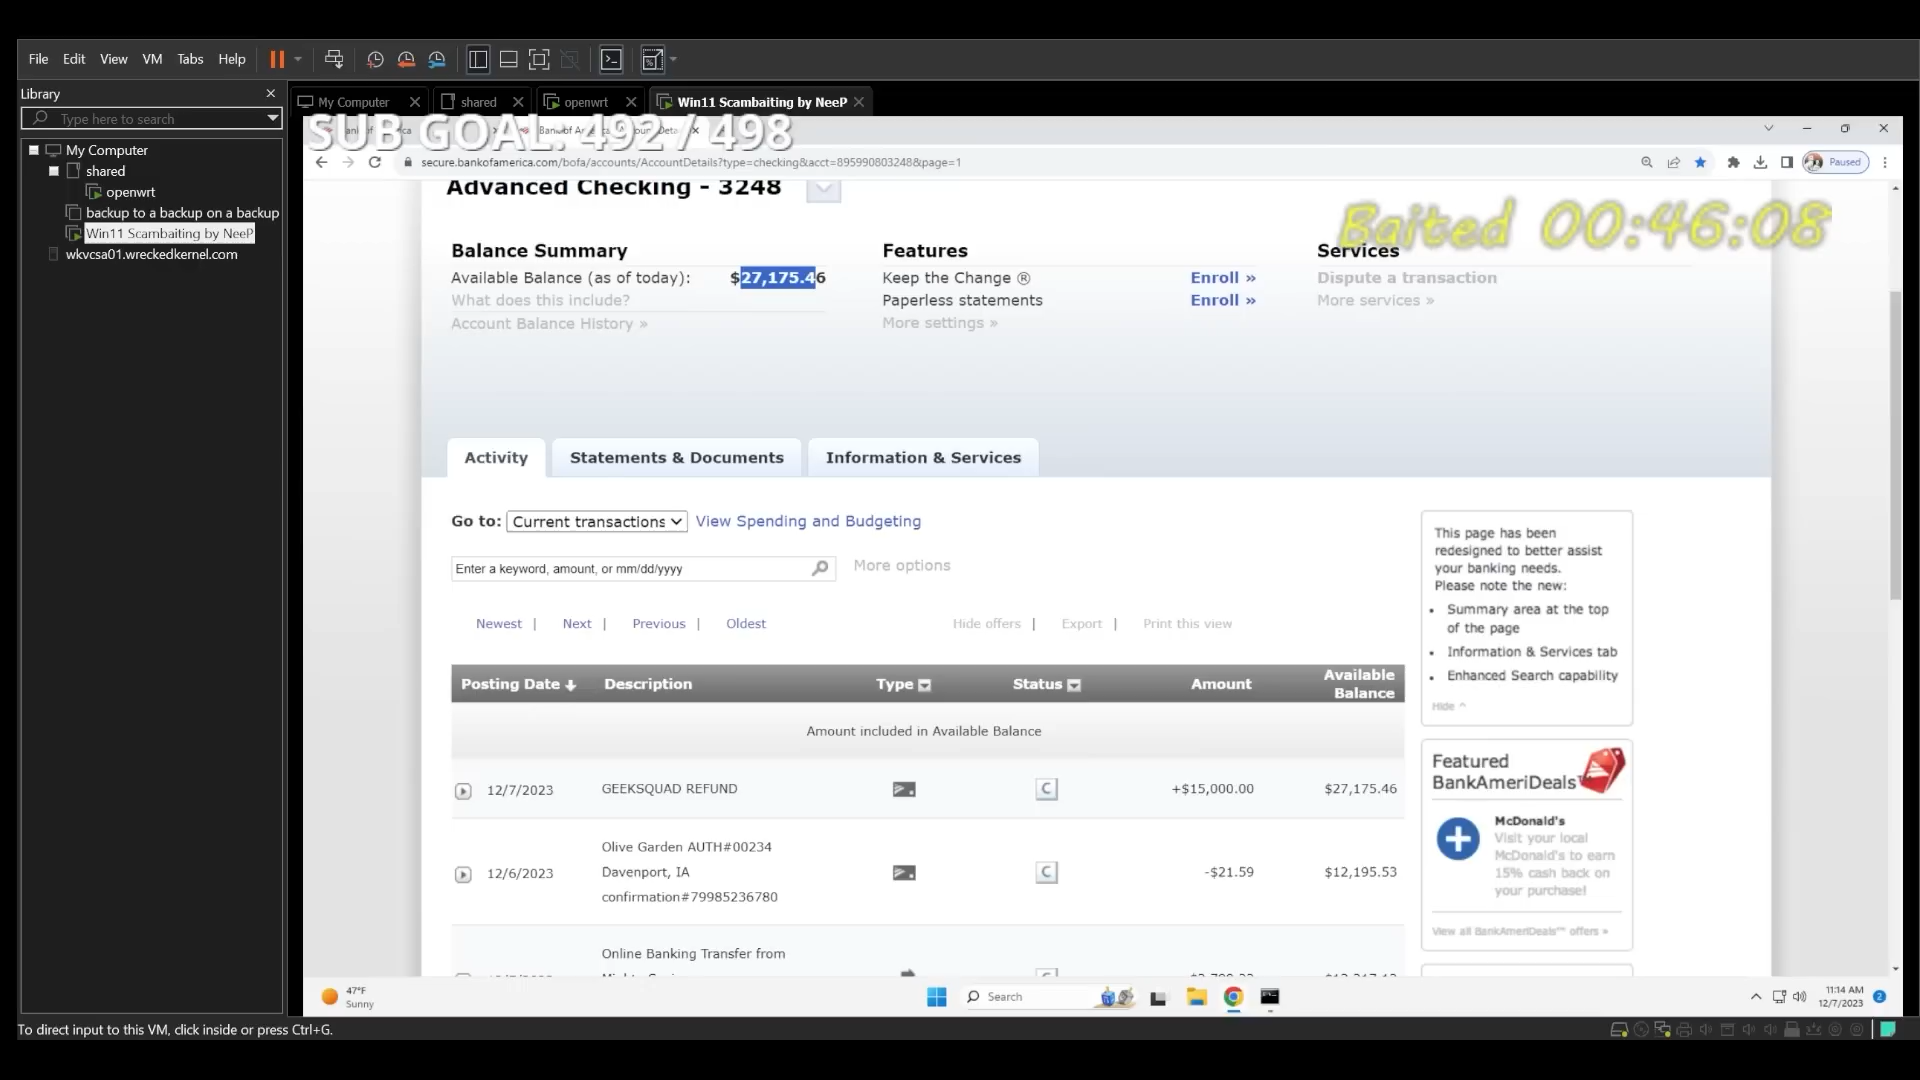 File Edit View VM Tabs Help
Library
Type here to search
My Computer
shared
openwrt
backup to a backup on a backup
Win11 Scambaiting by NeeP
wkvcsa01.wreckedkernel.com
My Computer shared openwrt Win11 Scambaiting by NeeP
SUB GOAL: 492 / 498
secure.bankofamerica.com/bofa/accounts/AccountDetails?type=checking&acct=895990803248&page=1
Paused
Advanced Checking - 3248
Baited 00:46:08
Balance Summary
Available Balance (as of today): $27,175.46
What does this include?
Account Balance History »
Features
Keep the Change ® Enroll »
Paperless statements Enroll »
More settings »
Services
Dispute a transaction
More services »
Activity Statements & Documents Information & Services
Go to: Current transactions View Spending and Budgeting
Enter a keyword, amount, or mm/dd/yyyy More options
Newest | Next | Previous | Oldest Hide offers | Export | Print this view
Posting Date Description Type Status Amount Available Balance
Amount included in Available Balance
12/7/2023 GEEKSQUAD REFUND C +$15,000.00 $27,175.46
Olive Garden AUTH#00234
12/6/2023 Davenport, IA C -$21.59 $12,195.53
confirmation#79985236780
Online Banking Transfer from
This page has been
redesigned to better assist
your banking needs.
Please note the new:
• Summary area at the top
of the page
• Information & Services tab
• Enhanced Search capability
Hide ^
Featured
BankAmeriDeals™
McDonald's
Visit your local
McDonald's to earn
15% cash back on
your purchase!
View all BankAmeriDeals™ offers »
47°F
Sunny
Search
11:14 AM
12/7/2023
2
To direct input to this VM, click inside or press Ctrl+G.